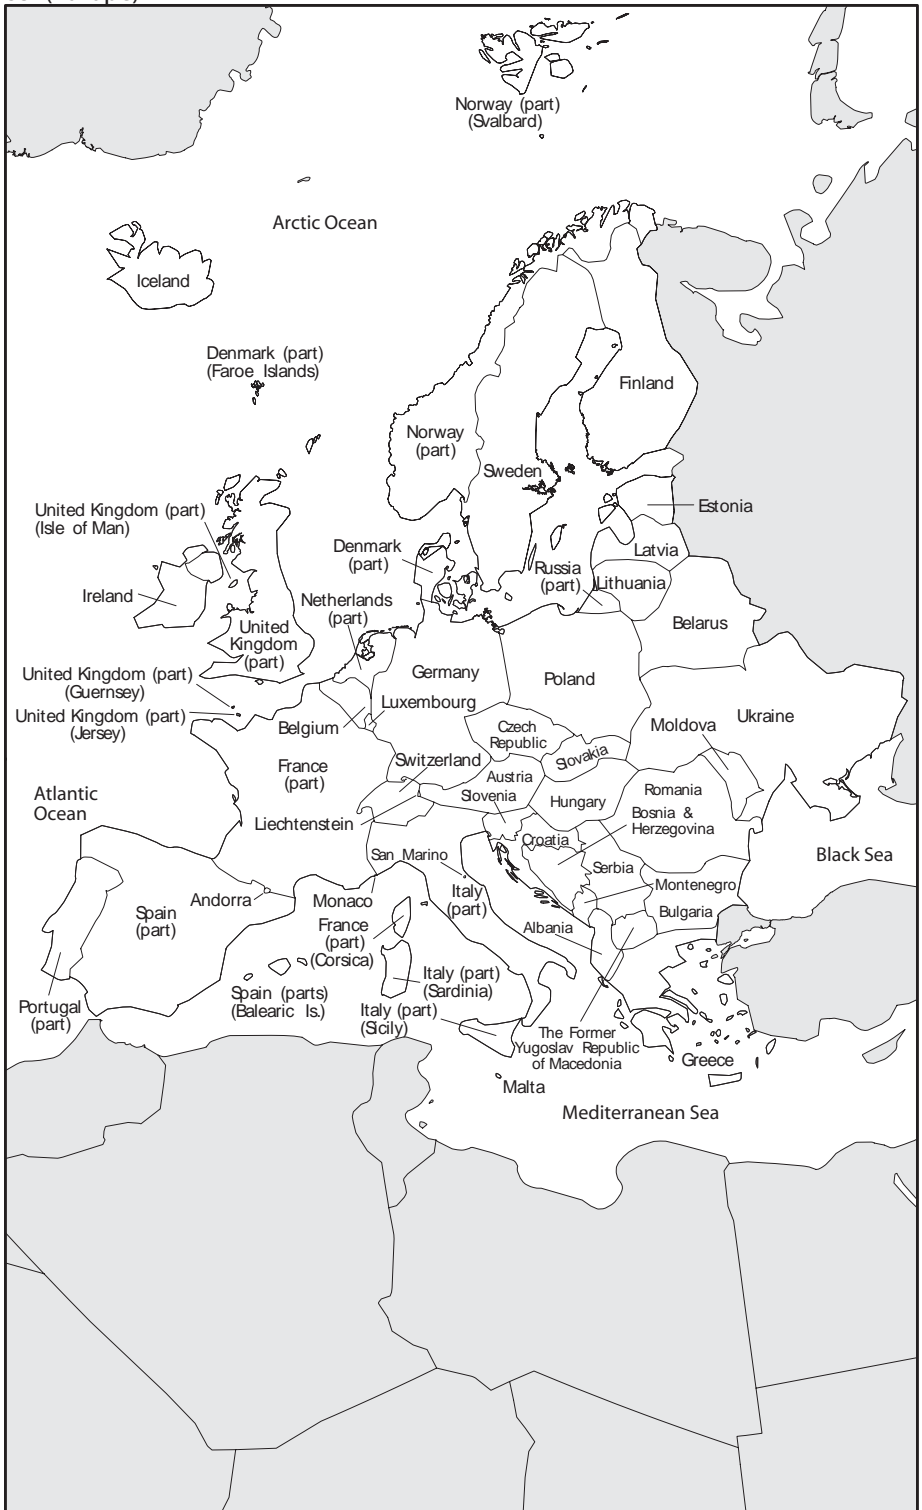 Norway (part)
(Svalbard)
Arctic Ocean
Iceland
Denmark (part)
(Faroe Islands)
Finland
Norway
(part)
Sweden
United Kingdom (part)
(Isle of Man)
Estonia
Denmark
(part)
Latvia
Russia
(part)
Lithuania
Ireland
Netherlands
(part)
Belarus
United
Kingdom
(part)
Germany
Poland
United Kingdom (part)
(Guernsey)
Luxembourg
United Kingdom (part)
(Jersey)
Belgium
Czech
Republic
Moldova
Ukraine
Slovakia
Switzerland
France
(part)
Austria
Atlantic
Ocean
Slovenia
Hungary
Romania
Bosnia &
Herzegovina
Liechtenstein
Croatia
San Marino
Black Sea
Serbia
Montenegro
Andorra
Monaco
Italy
(part)
Spain
(part)
Bulgaria
France
(part)
(Corsica)
Albania
Italy (part)
(Sardinia)
Spain (parts)
(Balearic Is.)
Portugal
(part)
Italy (part)
(Sicily)
The Former
Yugoslav Republic
of Macedonia
Greece
Malta
Mediterranean Sea